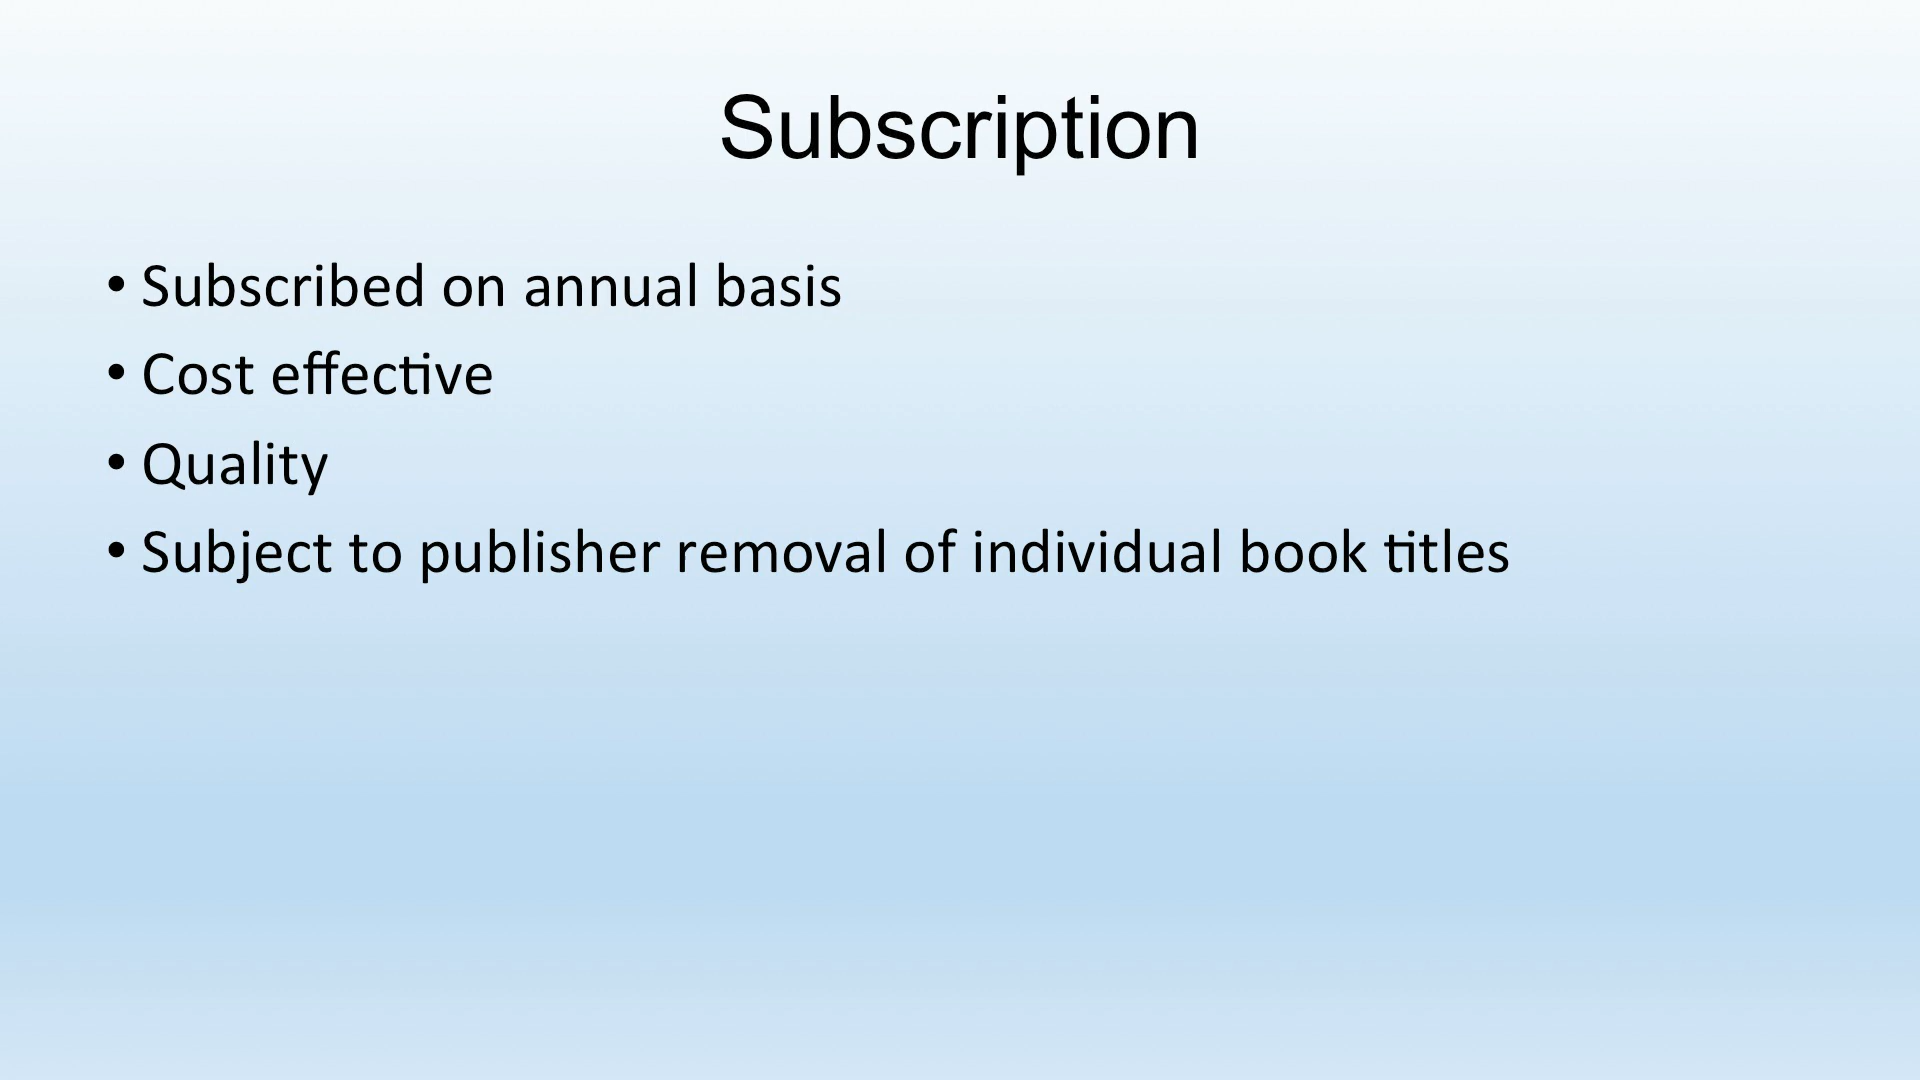 Subscription
• Subscribed on annual basis
• Cost effective
• Quality
• Subject to publisher removal of individual book titles